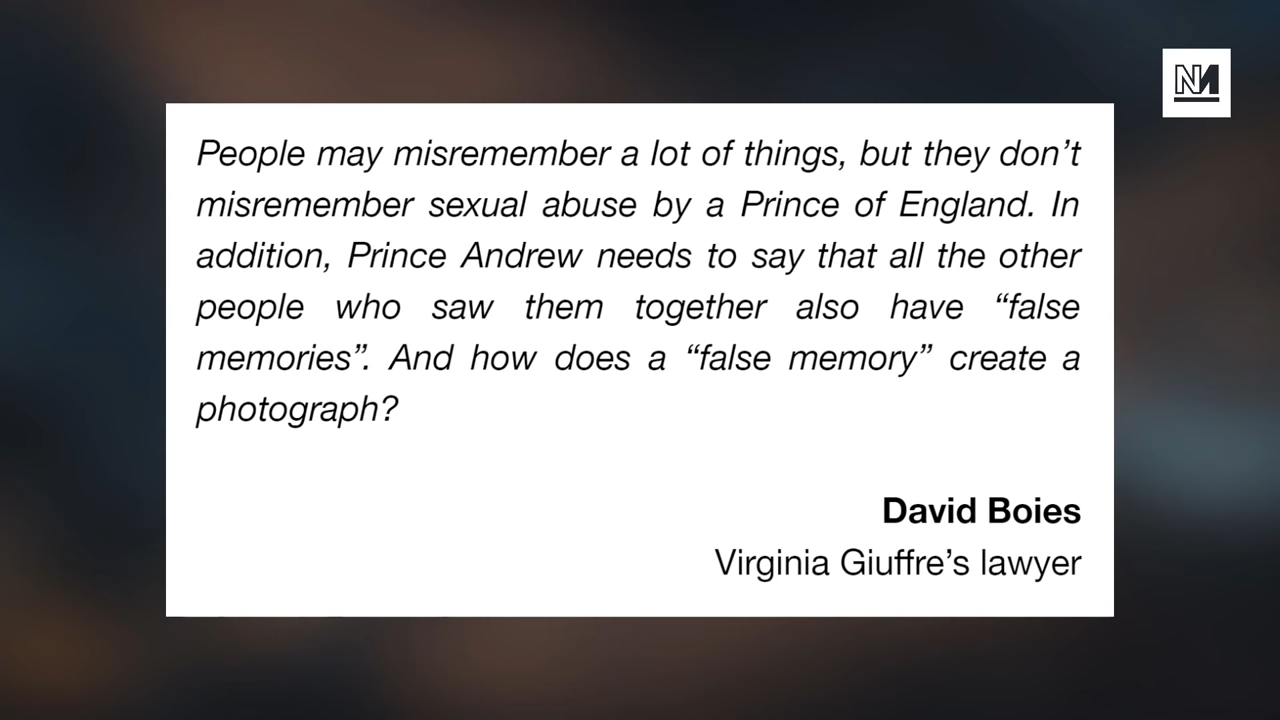 NM
People may misremember a lot of things, but they don’t
misremember sexual abuse by a Prince of England. In
addition, Prince Andrew needs to say that all the other
people who saw them together also have “false
memories”. And how does a “false memory” create a
photograph?
David Boies
Virginia Giuffre’s lawyer